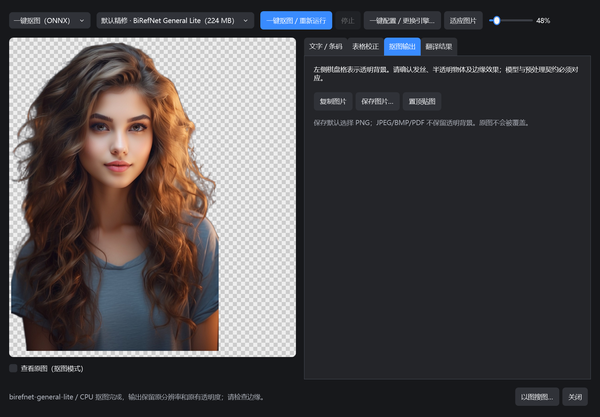 一键抠图（ONNX）
默认精修 · BiRefNet General Lite（224 MB）
一键抠图 / 重新运行
停止
一键配置 / 更换引擎...
适应图片
48%
文字 / 条码
表格校正
抠图输出
翻译结果
左侧棋盘格表示透明背景。请确认发丝、半透明物体及边缘效果；模型与预处理契约必须对
应。
复制图片
保存图片...
置顶贴图
保存默认选择 PNG；JPEG/BMP/PDF 不保留透明背景。原图不会被覆盖。
查看原图（抠图模式）
birefnet-general-lite / CPU 抠图完成，输出保留原分辨率和原有透明度；请检查边缘。
以图搜图...
关闭